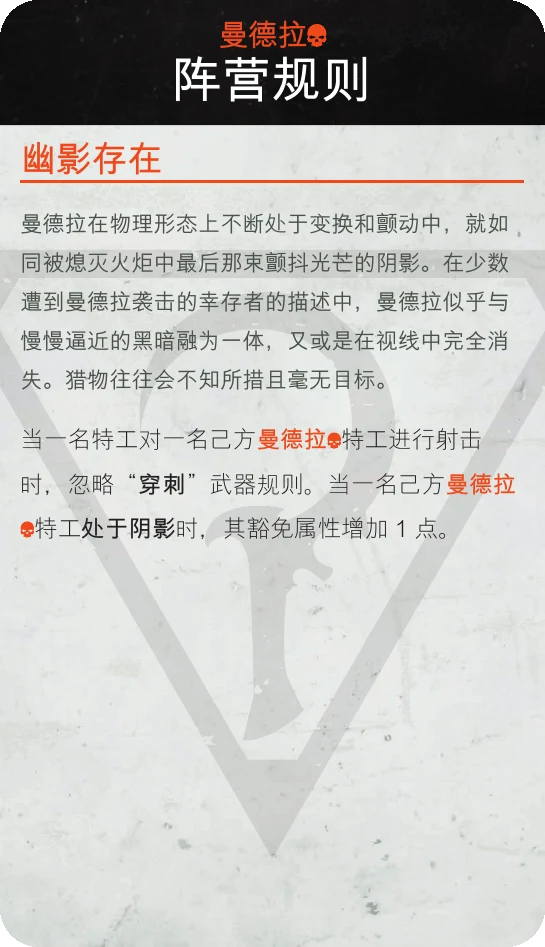 曼德拉
阵营规则
幽影存在
曼德拉在物理形态上不断处于变换和颤动中，就如
同被熄灭火炬中最后那束颤抖光芒的阴影。在少数
遭到曼德拉袭击的幸存者的描述中，曼德拉似乎与
慢慢逼近的黑暗融为一体，又或是在视线中完全消
失。猎物往往会不知所措且毫无目标。
当一名特工对一名己方曼德拉特工进行射击
时，忽略“穿刺”武器规则。当一名己方曼德拉
特工处于阴影时，其豁免属性增加 1 点。